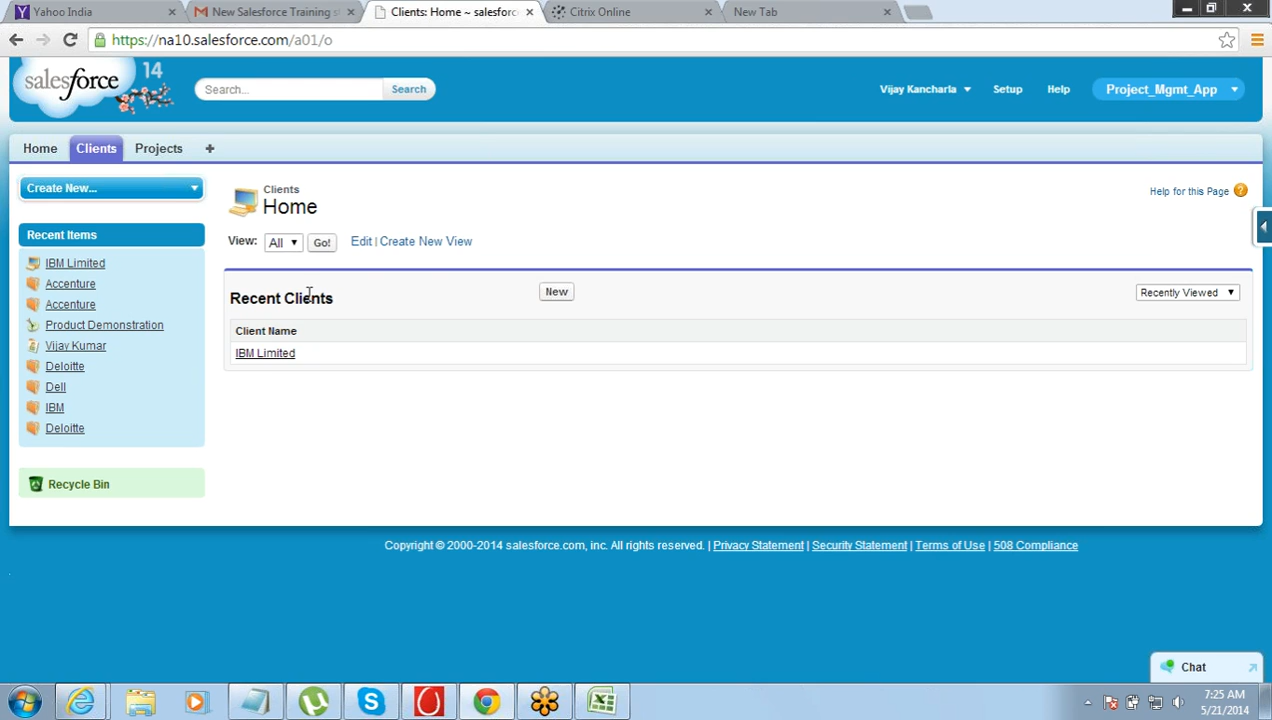 Yahoo India
New Salesforce Training s
Clients: Home ~ salesforc
Citrix Online
New Tab
https://na10.salesforce.com/a01/o
salesforce
14
Search...
Search
Vijay Kancharla
Setup
Help
Project_Mgmt_App
Home
Clients
Projects
+
Create New...
Recent Items
IBM Limited
Accenture
Accenture
Product Demonstration
Vijay Kumar
Deloitte
Dell
IBM
Deloitte
Recycle Bin
Clients
Home
Help for this Page ?
View: All Go! Edit | Create New View
Recent Clients
New
Recently Viewed
Client Name
IBM Limited
Copyright © 2000-2014 salesforce.com, inc. All rights reserved. | Privacy Statement | Security Statement | Terms of Use | 508 Compliance
Chat
7:25 AM
5/21/2014